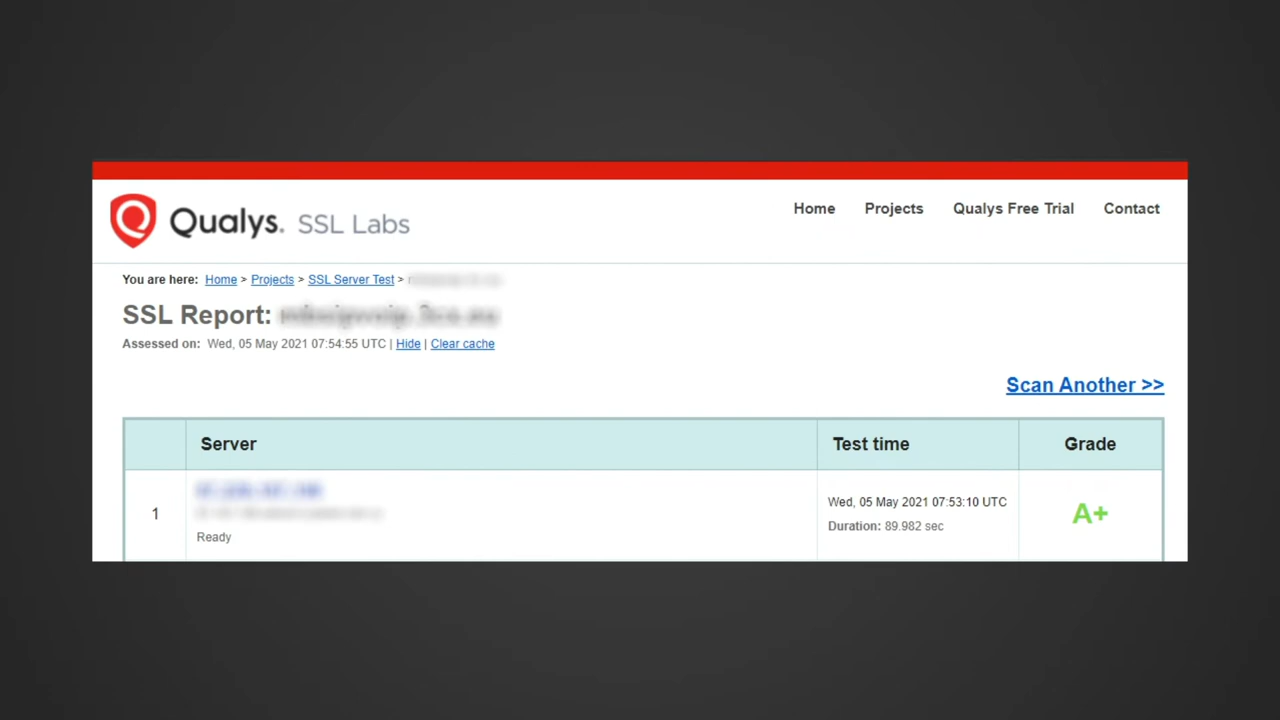 Qualys. SSL Labs
Home Projects Qualys Free Trial Contact
You are here: Home > Projects > SSL Server Test >
SSL Report:
Assessed on: Wed, 05 May 2021 07:54:55 UTC | Hide | Clear cache
Scan Another >>
Server Test time Grade
1
Ready
Wed, 05 May 2021 07:53:10 UTC
Duration: 89.982 sec
A+